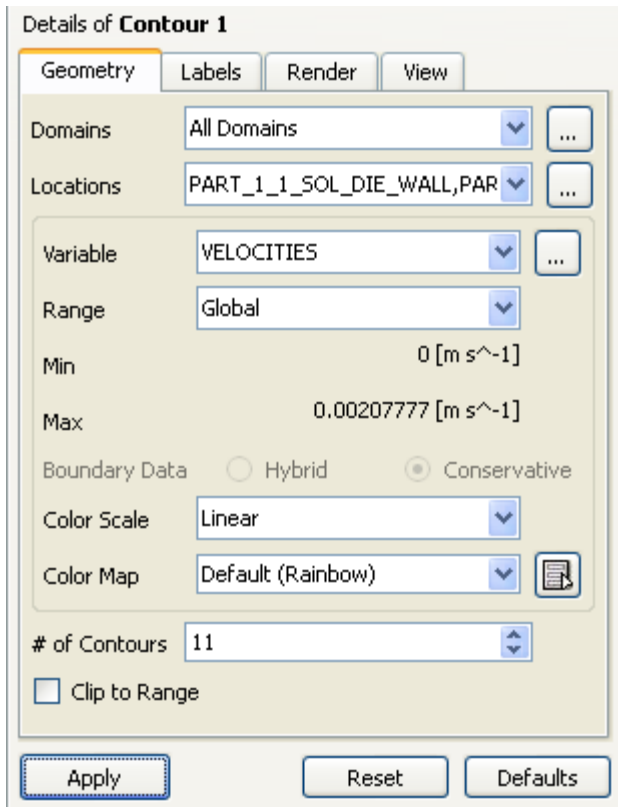 Details of Contour 1
Geometry Labels Render View
Domains All Domains ...
Locations PART_1_1_SOL_DIE_WALL,PAR ...
Variable VELOCITIES ...
Range Global
Min 0 [m s^-1]
Max 0.00207777 [m s^-1]
Boundary Data Hybrid Conservative
Color Scale Linear
Color Map Default (Rainbow)
# of Contours 11
Clip to Range
Apply Reset Defaults